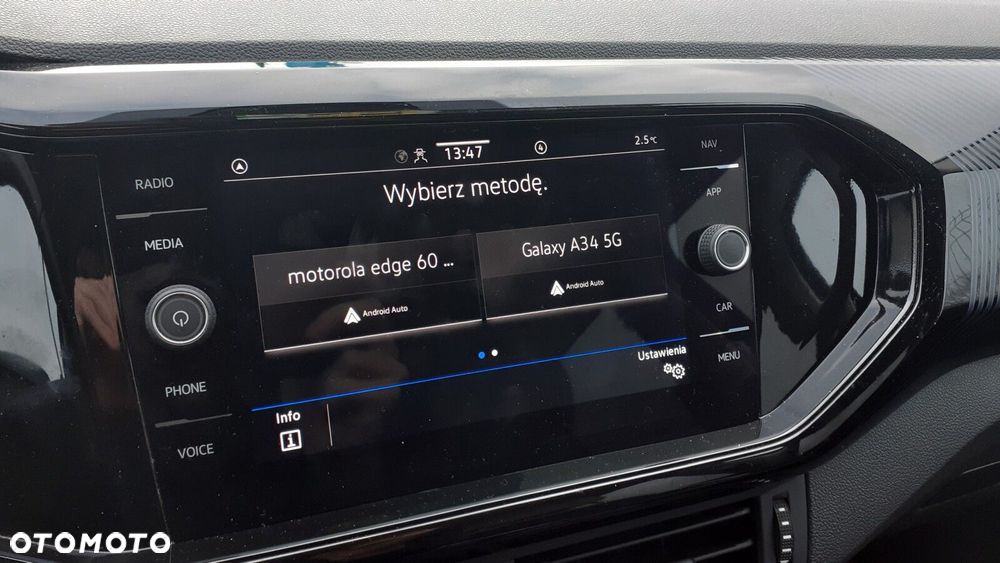 RADIO
MEDIA
PHONE
VOICE
13:47
4
2.5°C
Wybierz metodę.
motorola edge 60 ...
Android Auto
Galaxy A34 5G
Android Auto
Ustawienia
Info
i
NAV
APP
CAR
MENU
OTOMOTO